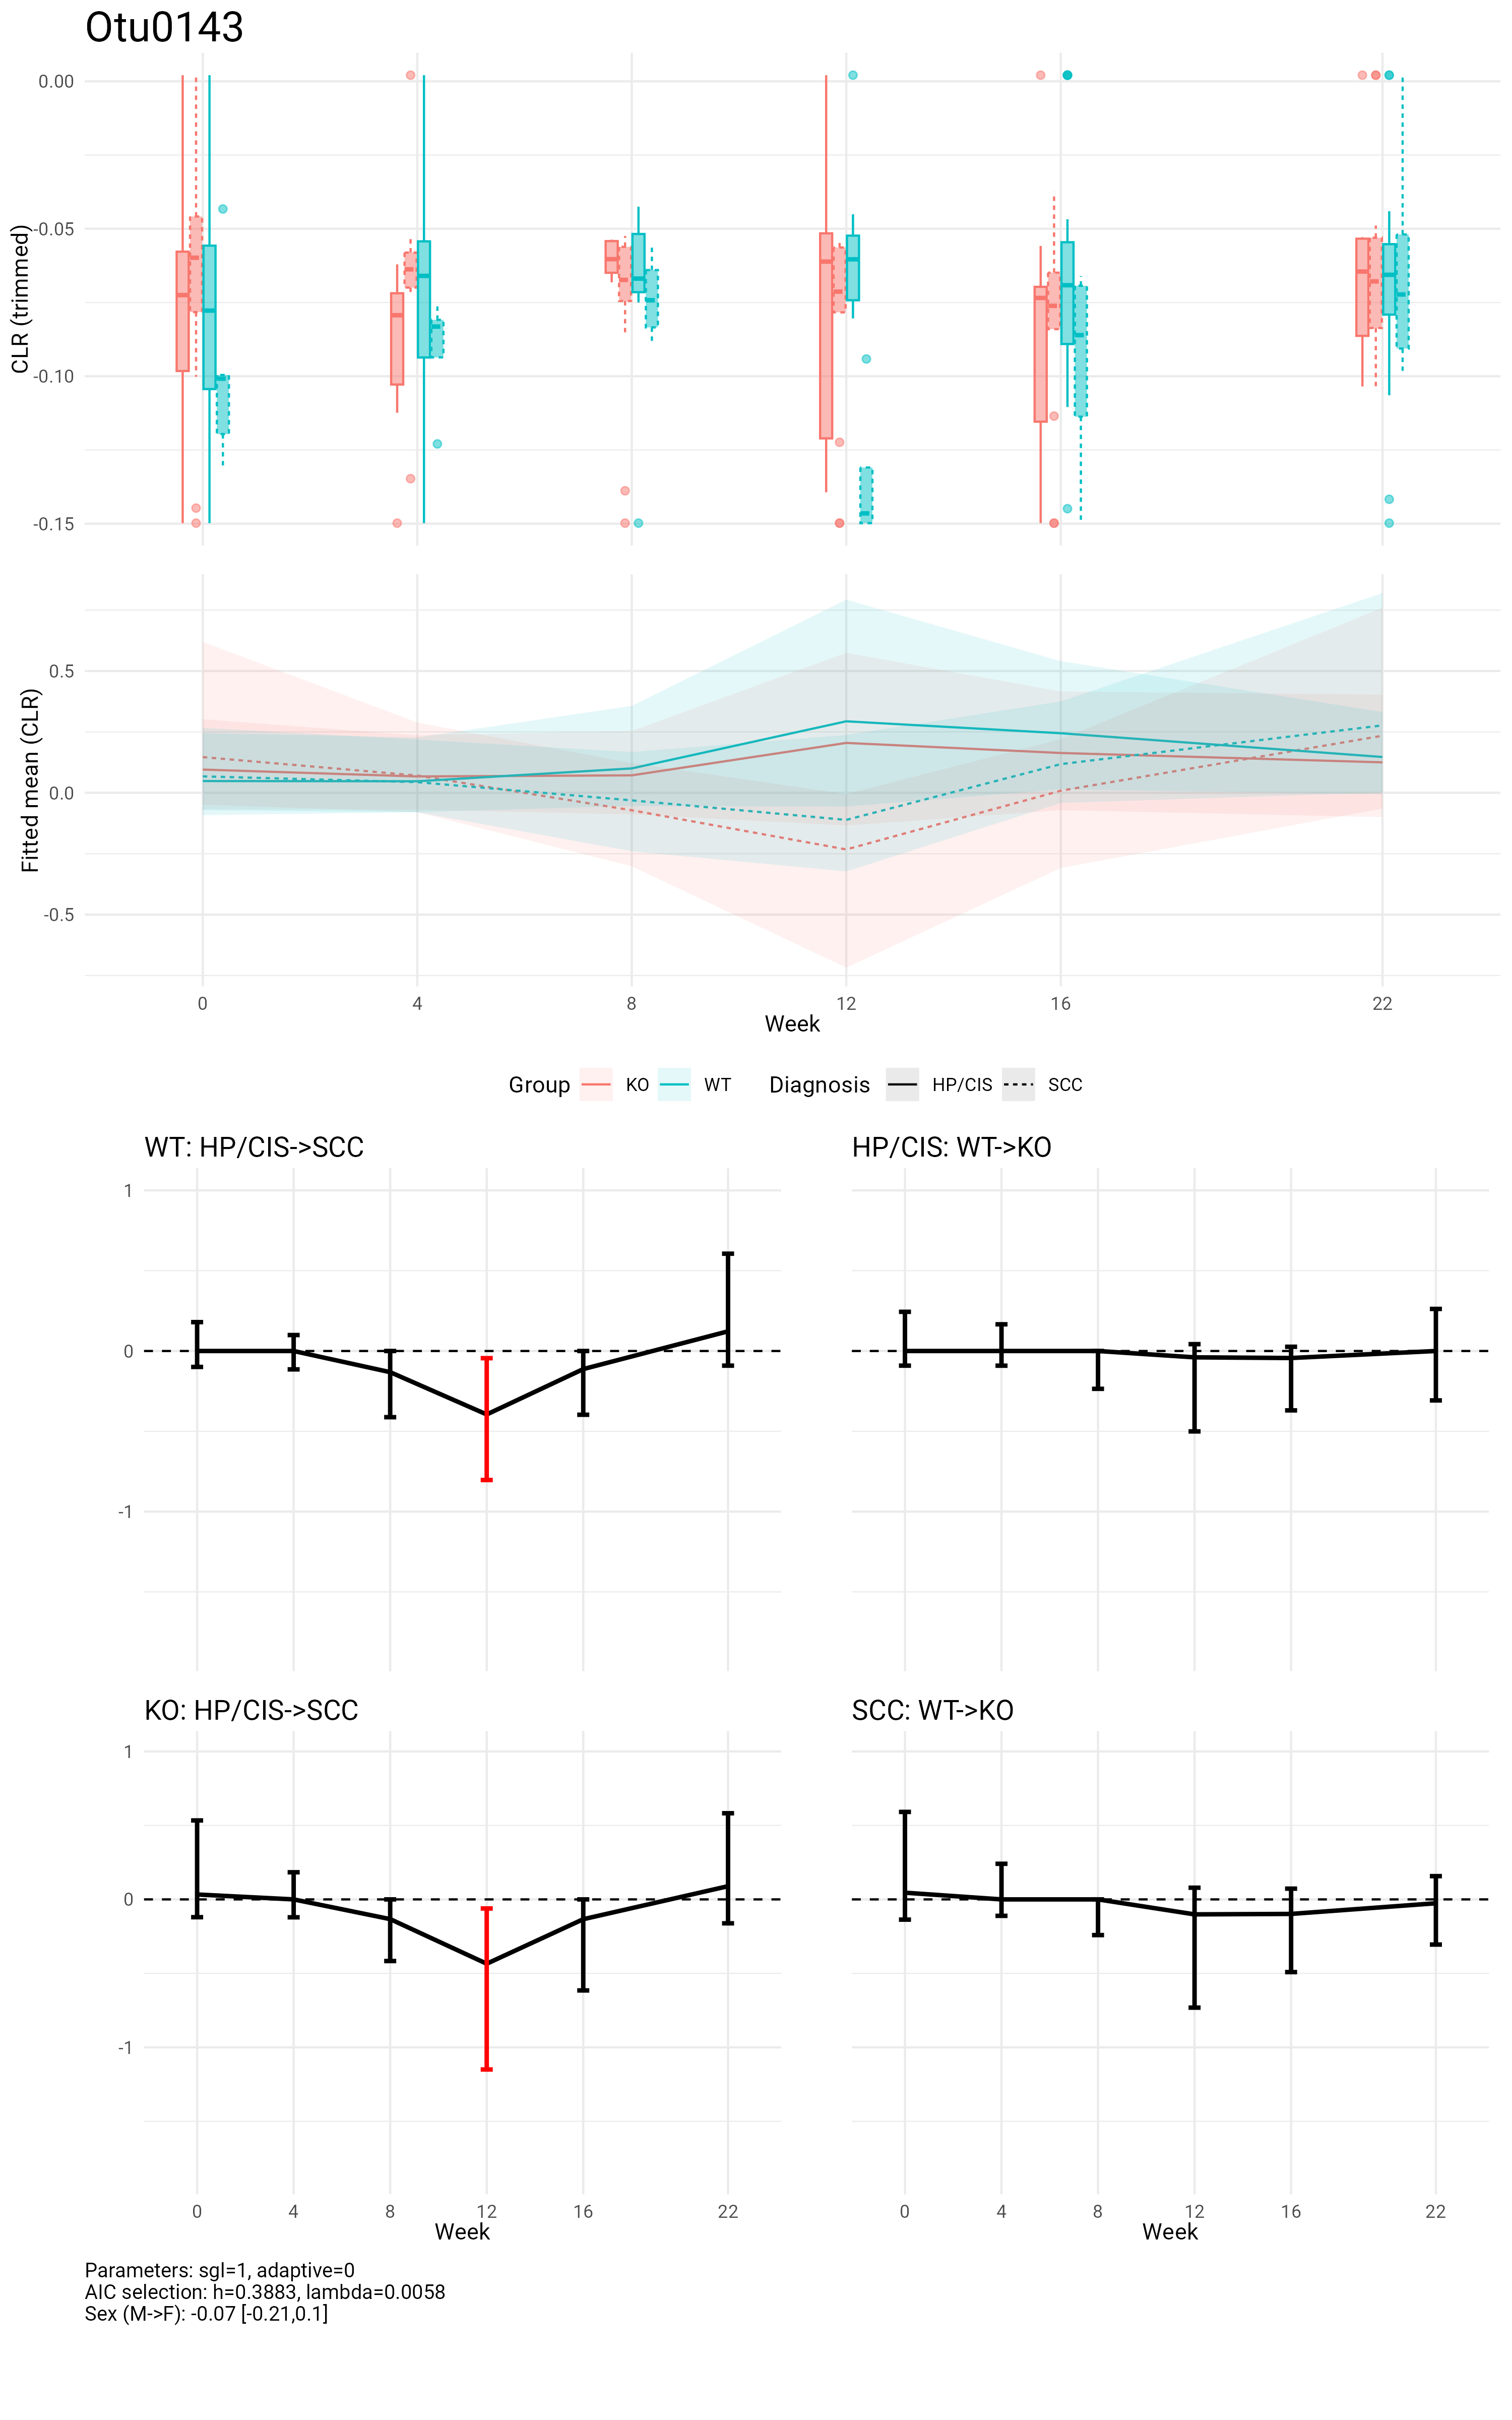 Otu0143
0.00
-0.05
-0.10
-0.15
CLR (trimmed)
0.5
0.0
-0.5
Fitted mean (CLR)
0 4 8 12 16 22
Week
Group KO WT Diagnosis HP/CIS SCC
WT: HP/CIS->SCC
1
0
-1
HP/CIS: WT->KO
KO: HP/CIS->SCC
1
0
-1
0 4 8 12 16 22
Week
SCC: WT->KO
0 4 8 12 16 22
Week
Parameters: sgl=1, adaptive=0
AIC selection: h=0.3883, lambda=0.0058
Sex (M->F): -0.07 [-0.21,0.1]